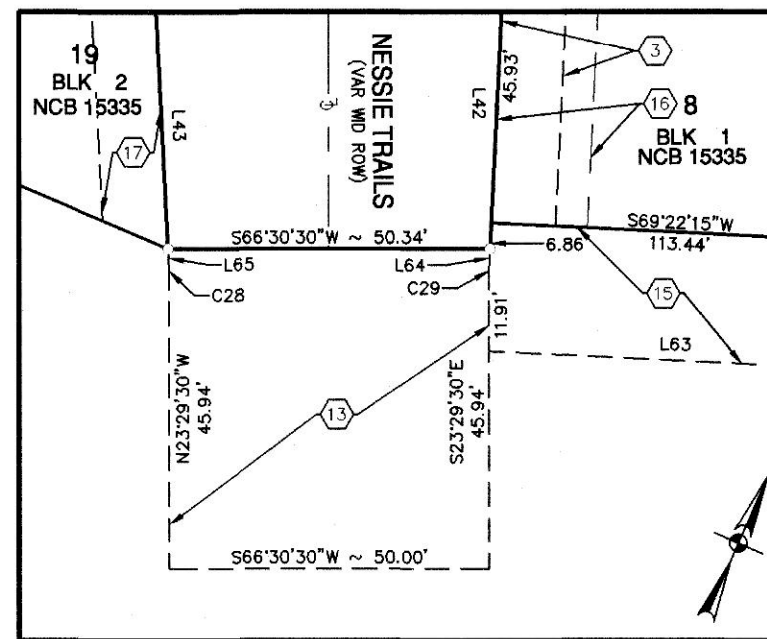 19
BLK 2
NCB 15335
17
L43
NESSIE TRAILS
(VAR WID ROW)
L42
45.93'
3
16
8
BLK 1
NCB 15335
S66°30'30"W ~ 50.34'
S69°22'15"W
6.86'
113.44'
L65
L64
C28
C29
11.91'
15
L63
N23°29'30"W
45.94'
13
S23°29'30"E
45.94'
S66°30'30"W ~ 50.00'